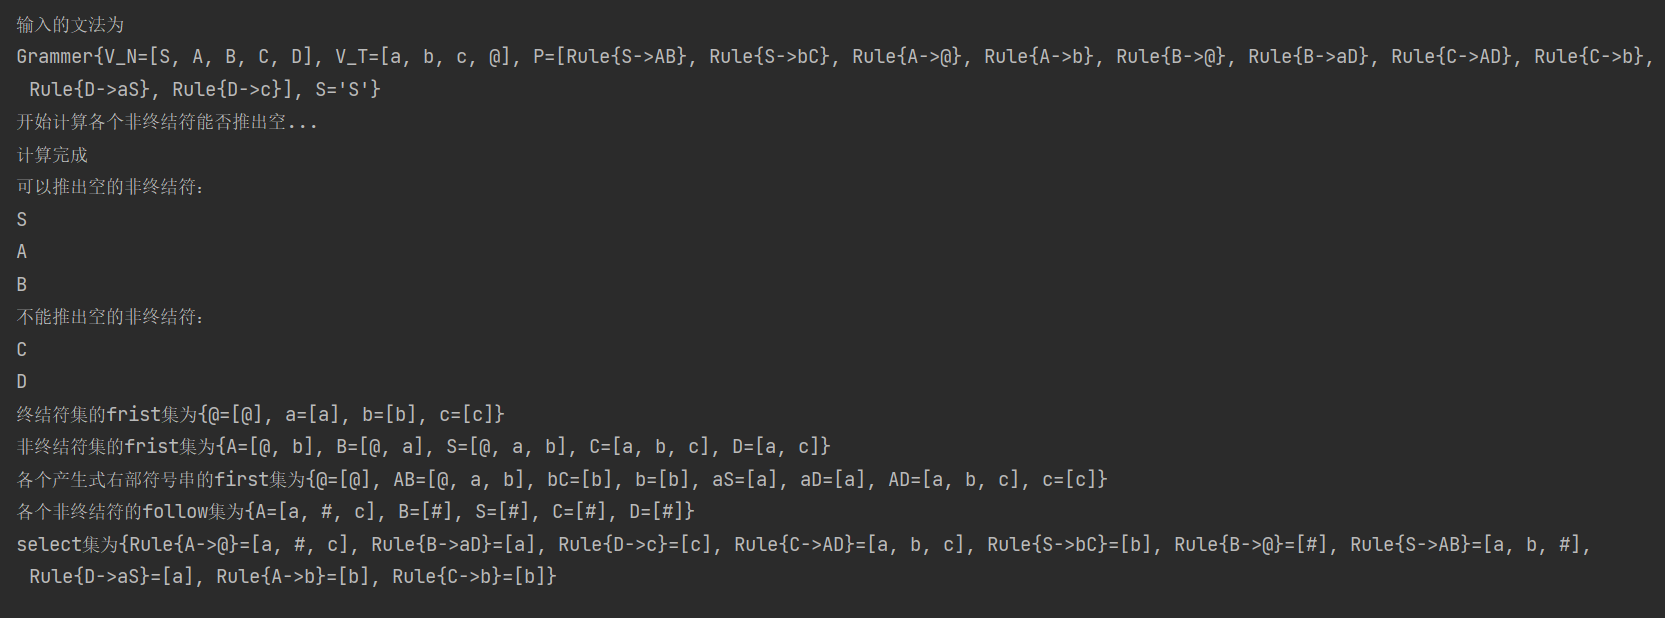 输入的文法为
Grammer{V_N=[S, A, B, C, D], V_T=[a, b, c, @], P=[Rule{S->AB}, Rule{S->bC}, Rule{A->@}, Rule{A->b}, Rule{B->@}, Rule{B->aD}, Rule{C->AD}, Rule{C->b},
Rule{D->aS}, Rule{D->c}], S='S'}
开始计算各个非终结符能否推出空...
计算完成
可以推出空的非终结符：
S
A
B
不能推出空的非终结符：
C
D
终结符集的frist集为{@=[@], a=[a], b=[b], c=[c]}
非终结符集的frist集为{A=[@, b], B=[@, a], S=[@, a, b], C=[a, b, c], D=[a, c]}
各个产生式右部符号串的first集为{@=[@], AB=[@, a, b], bC=[b], b=[b], aS=[a], aD=[a], AD=[a, b, c], c=[c]}
各个非终结符的follow集为{A=[a, #, c], B=[#], S=[#], C=[#], D=[#]}
select集为{Rule{A->@}=[a, #, c], Rule{B->aD}=[a], Rule{D->c}=[c], Rule{C->AD}=[a, b, c], Rule{S->bC}=[b], Rule{B->@}=[#], Rule{S->AB}=[a, b, #],
Rule{D->aS}=[a], Rule{A->b}=[b], Rule{C->b}=[b]}